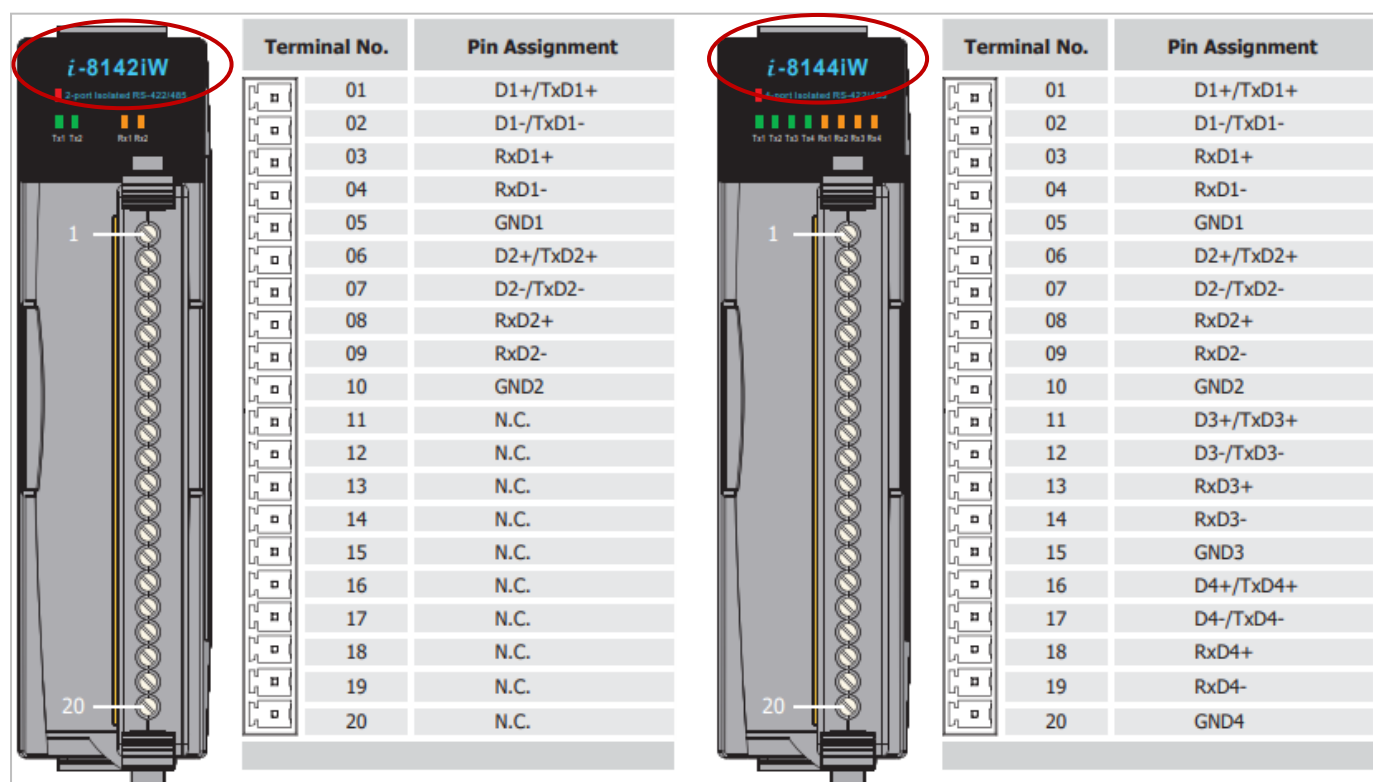 i-8142iW
2-port Isolated RS-422/485
Tx1 Tx2 Rx1 Rx2
1
20
Terminal No. Pin Assignment
01 D1+/TxD1+
02 D1-/TxD1-
03 RxD1+
04 RxD1-
05 GND1
06 D2+/TxD2+
07 D2-/TxD2-
08 RxD2+
09 RxD2-
10 GND2
11 N.C.
12 N.C.
13 N.C.
14 N.C.
15 N.C.
16 N.C.
17 N.C.
18 N.C.
19 N.C.
20 N.C.
i-8144iW
4-port Isolated RS-422/485
Tx1 Tx2 Tx3 Tx4 Rx1 Rx2 Rx3 Rx4
1
20
Terminal No. Pin Assignment
01 D1+/TxD1+
02 D1-/TxD1-
03 RxD1+
04 RxD1-
05 GND1
06 D2+/TxD2+
07 D2-/TxD2-
08 RxD2+
09 RxD2-
10 GND2
11 D3+/TxD3+
12 D3-/TxD3-
13 RxD3+
14 RxD3-
15 GND3
16 D4+/TxD4+
17 D4-/TxD4-
18 RxD4+
19 RxD4-
20 GND4